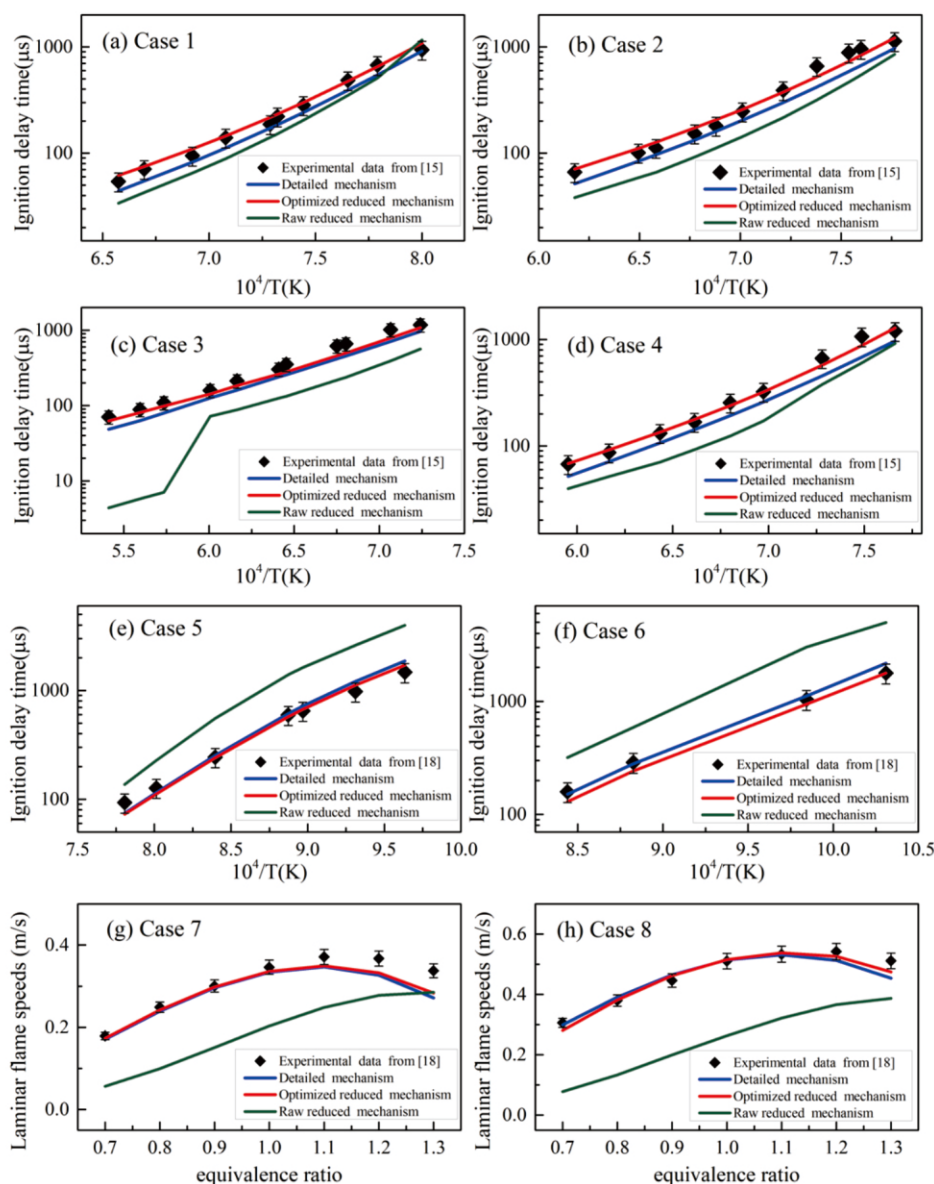 (a) Case 1
Ignition delay time(μs)
1000
100
Experimental data from [15]
Detailed mechanism
Optimized reduced mechanism
Raw reduced mechanism
6.5 7.0 7.5 8.0
10⁴/T(K)
(b) Case 2
Ignition delay time(μs)
1000
100
Experimental data from [15]
Detailed mechanism
Optimized reduced mechanism
Raw reduced mechanism
6.0 6.5 7.0 7.5
10⁴/T(K)
(c) Case 3
Ignition delay time(μs)
1000
100
10
Experimental data from [15]
Detailed mechanism
Optimized reduced mechanism
Raw reduced mechanism
5.5 6.0 6.5 7.0 7.5
10⁴/T(K)
(d) Case 4
Ignition delay time(μs)
1000
100
Experimental data from [15]
Detailed mechanism
Optimized reduced mechanism
Raw reduced mechanism
6.0 6.5 7.0 7.5
10⁴/T(K)
(e) Case 5
Ignition delay time(μs)
1000
100
Experimental data from [18]
Detailed mechanism
Optimized reduced mechanism
Raw reduced mechanism
7.5 8.0 8.5 9.0 9.5 10.0
10⁴/T(K)
(f) Case 6
Ignition delay time(μs)
1000
100
Experimental data from [18]
Detailed mechanism
Optimized reduced mechanism
Raw reduced mechanism
8.5 9.0 9.5 10.0 10.5
10⁴/T(K)
(g) Case 7
Laminar flame speeds (m/s)
0.4
0.2
0.0
Experimental data from [18]
Detailed mechanism
Optimized reduced mechanism
Raw reduced mechanism
0.7 0.8 0.9 1.0 1.1 1.2 1.3
equivalence ratio
(h) Case 8
Laminar flame speeds (m/s)
0.6
0.4
0.2
0.0
Experimental data from [18]
Detailed mechanism
Optimized reduced mechanism
Raw reduced mechanism
0.7 0.8 0.9 1.0 1.1 1.2 1.3
equivalence ratio